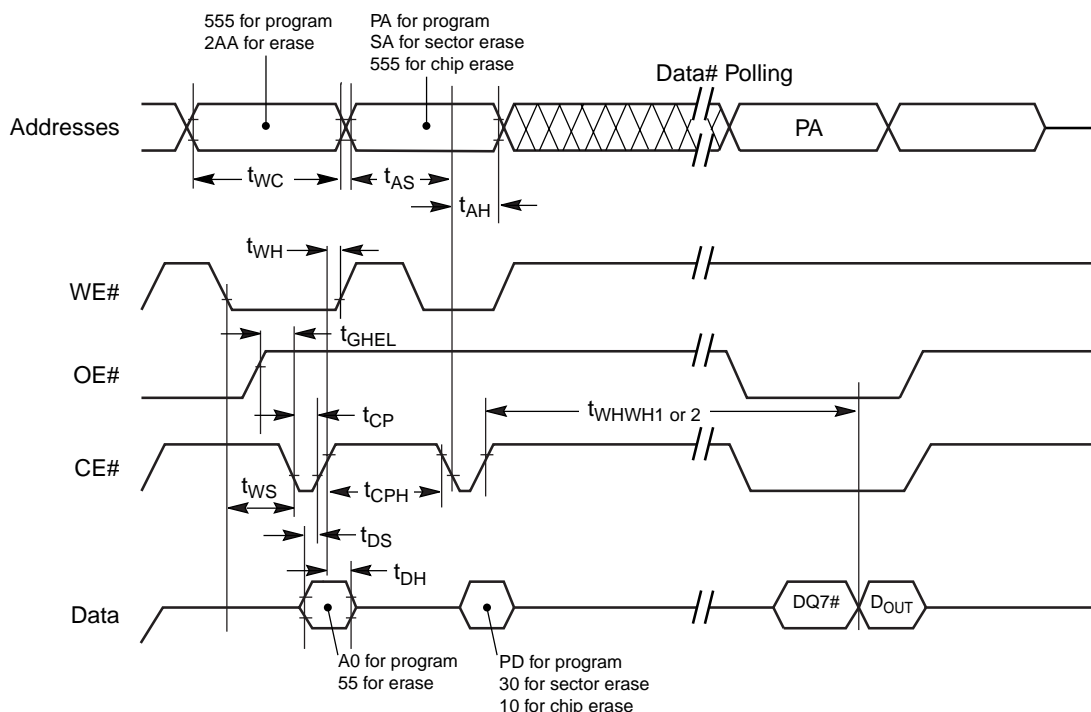 555 for program
2AA for erase
PA for program
SA for sector erase
555 for chip erase
Data# Polling
Addresses
PA
tWC
tAS
tAH
tWH
WE#
tGHEL
OE#
tCP
tWHWH1 or 2
CE#
tWS
tCPH
tDS
tDH
Data
DQ7#
DOUT
A0 for program
55 for erase
PD for program
30 for sector erase
10 for chip erase